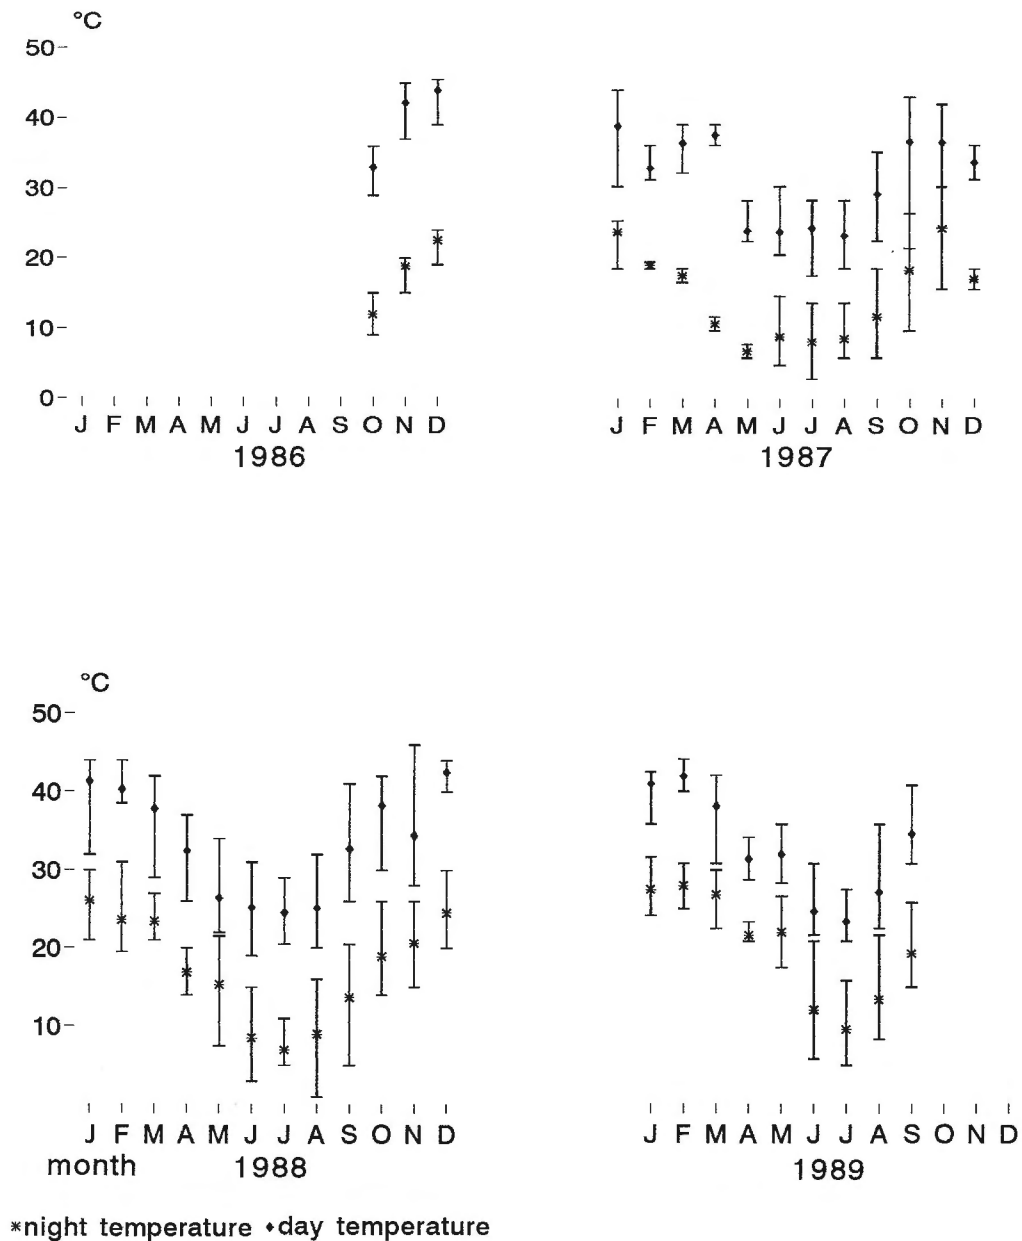 °C
50
40
30
20
10
0
J F M A M J J A S O N D
1986
J F M A M J J A S O N D
1987
°C
50
40
30
20
10
J F M A M J J A S O N D
month 1988
J F M A M J J A S O N D
1989
*night temperature ♦day temperature